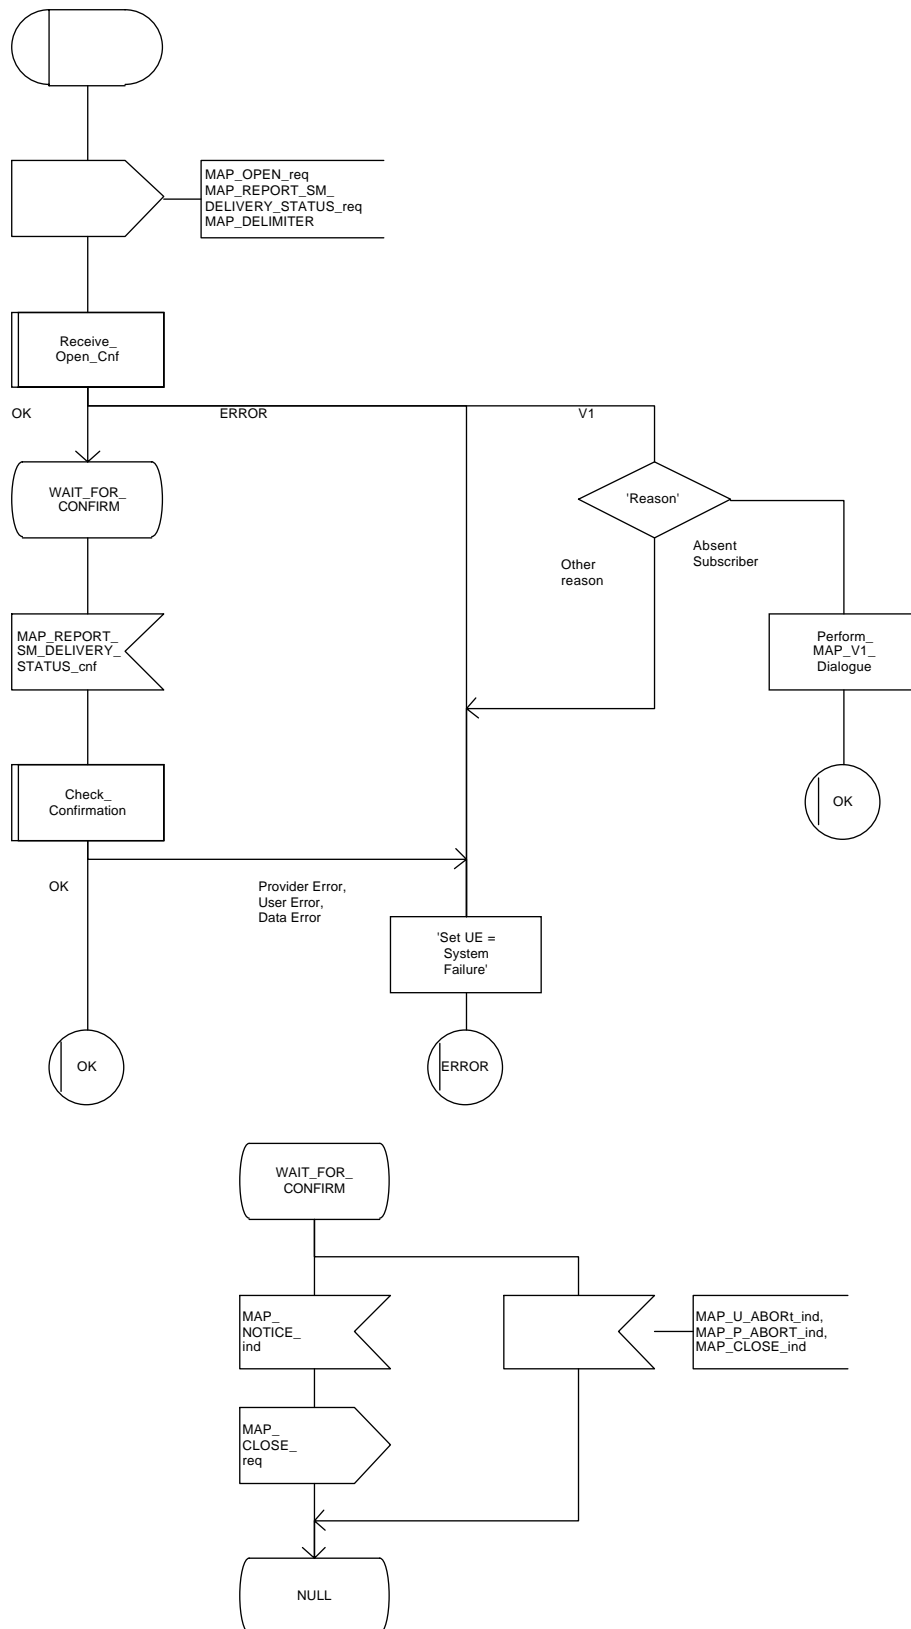 MAP_OPEN_req
MAP_REPORT_SM_
DELIVERY_STATUS_req
MAP_DELIMITER
Receive_
Open_Cnf
OK
ERROR
V1
WAIT_FOR_
CONFIRM
'Reason'
Other
reason
Absent
Subscriber
MAP_REPORT_
SM_DELIVERY_
STATUS_cnf
Perform_
MAP_V1_
Dialogue
Check_
Confirmation
OK
OK
Provider Error,
User Error,
Data Error
'Set UE =
System
Failure'
OK
ERROR
WAIT_FOR_
CONFIRM
MAP_
NOTICE_
ind
MAP_U_ABORt_ind,
MAP_P_ABORT_ind,
MAP_CLOSE_ind
MAP_
CLOSE_
req
NULL